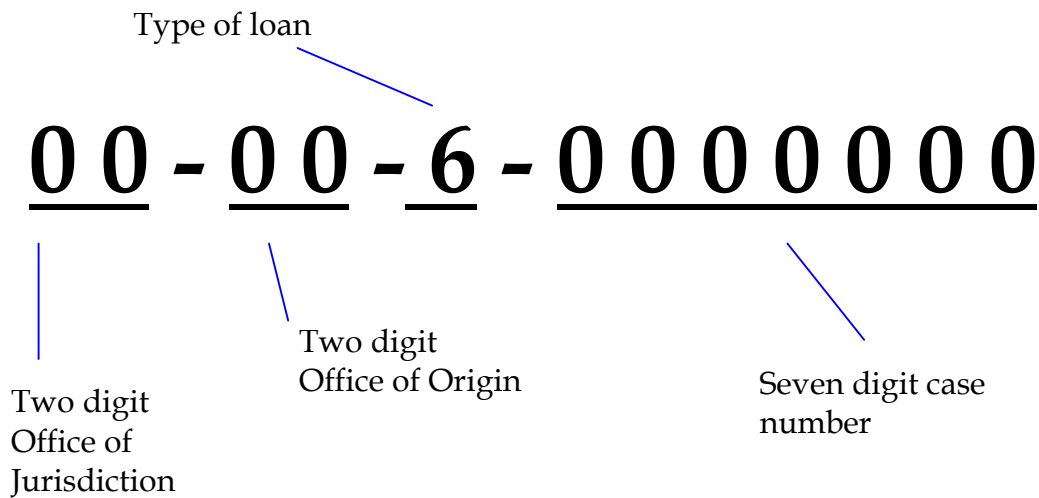 Type of loan
0 0 - 0 0 - 6 - 0 0 0 0 0 0 0
Two digit
Office of Origin
Two digit
Office of
Jurisdiction
Seven digit case
number